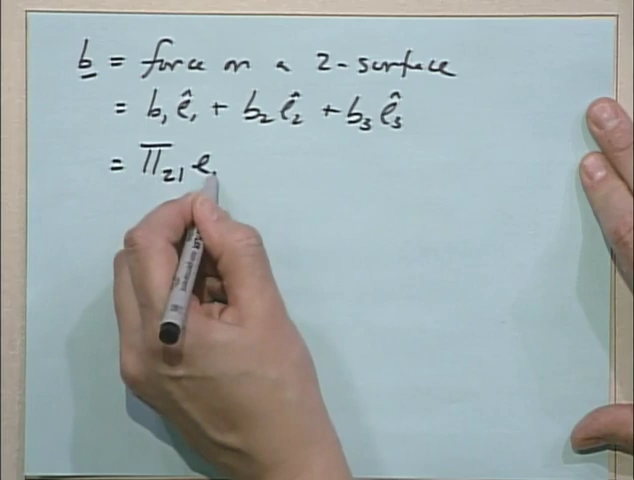 b = force on a 2-surface
= b₁ê₁ + b₂ê₂ + b₃ê₃
= Π₂₁ e